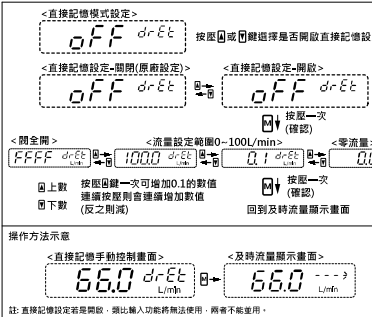 <直接記憶模式設定>
oFF drEt
按壓▲或▼鍵選擇是否開啟直接記憶設
<直接記憶設定-關閉(原廠設定)> <直接記憶設定-開啟>
oFF drEt ▲ ▼ oFF drEt
M 按壓一次
(確認)
<閥全開> <流量設定範圍0~100L/min> <零流量>
FFFF drEt L/min ▲ ▼ 100.0 drEt L/min ▲ ▼ 0.1 drEt L/min ▲ ▼ 0.0
▲上數 按壓▲鍵一次可增加0.1的數值
連續按壓則會連續增加數值
▼下數 (反之則減)
M 按壓一次
(確認)
回到及時流量顯示畫面
操作方法示意
<直接記憶手動控制畫面> <及時流量顯示畫面>
66.0 drEt L/min M 66.0 --- L/min
註: 直接記憶設定若是開啟，類比輸入功能將無法使用，兩者不能並用。